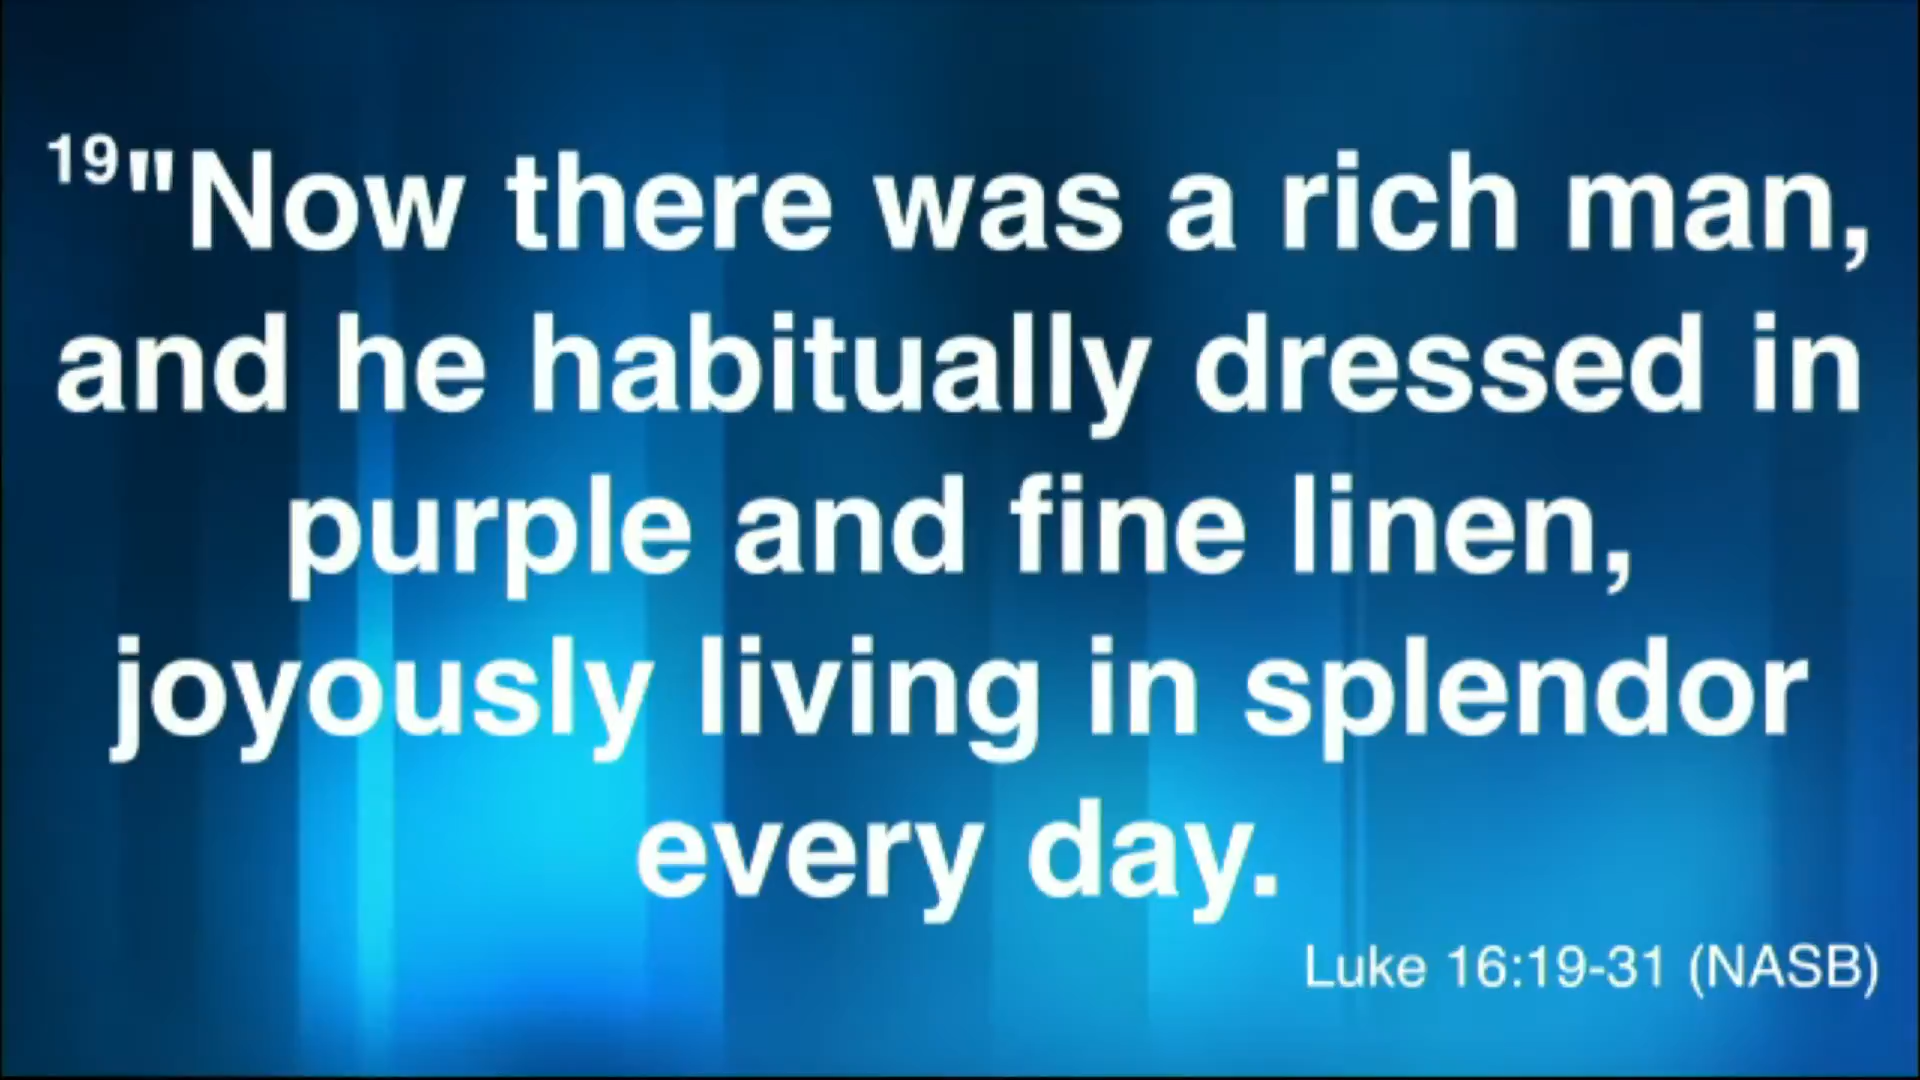 19"Now there was a rich man,
and he habitually dressed in
purple and fine linen,
joyously living in splendor
every day.
Luke 16:19-31 (NASB)